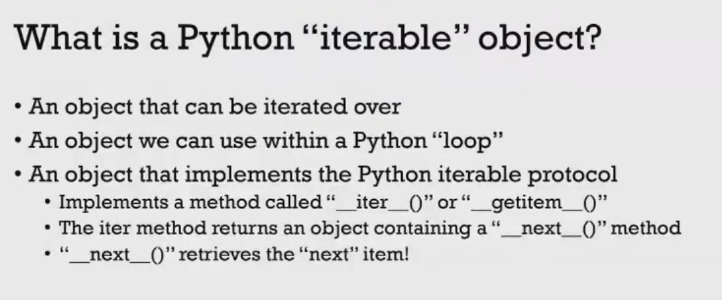 What is a Python “iterable” object?
• An object that can be iterated over
• An object we can use within a Python “loop”
• An object that implements the Python iterable protocol
• Implements a method called “__iter__()” or “__getitem__()”
• The iter method returns an object containing a “__next__()” method
• “__next__()” retrieves the “next” item!